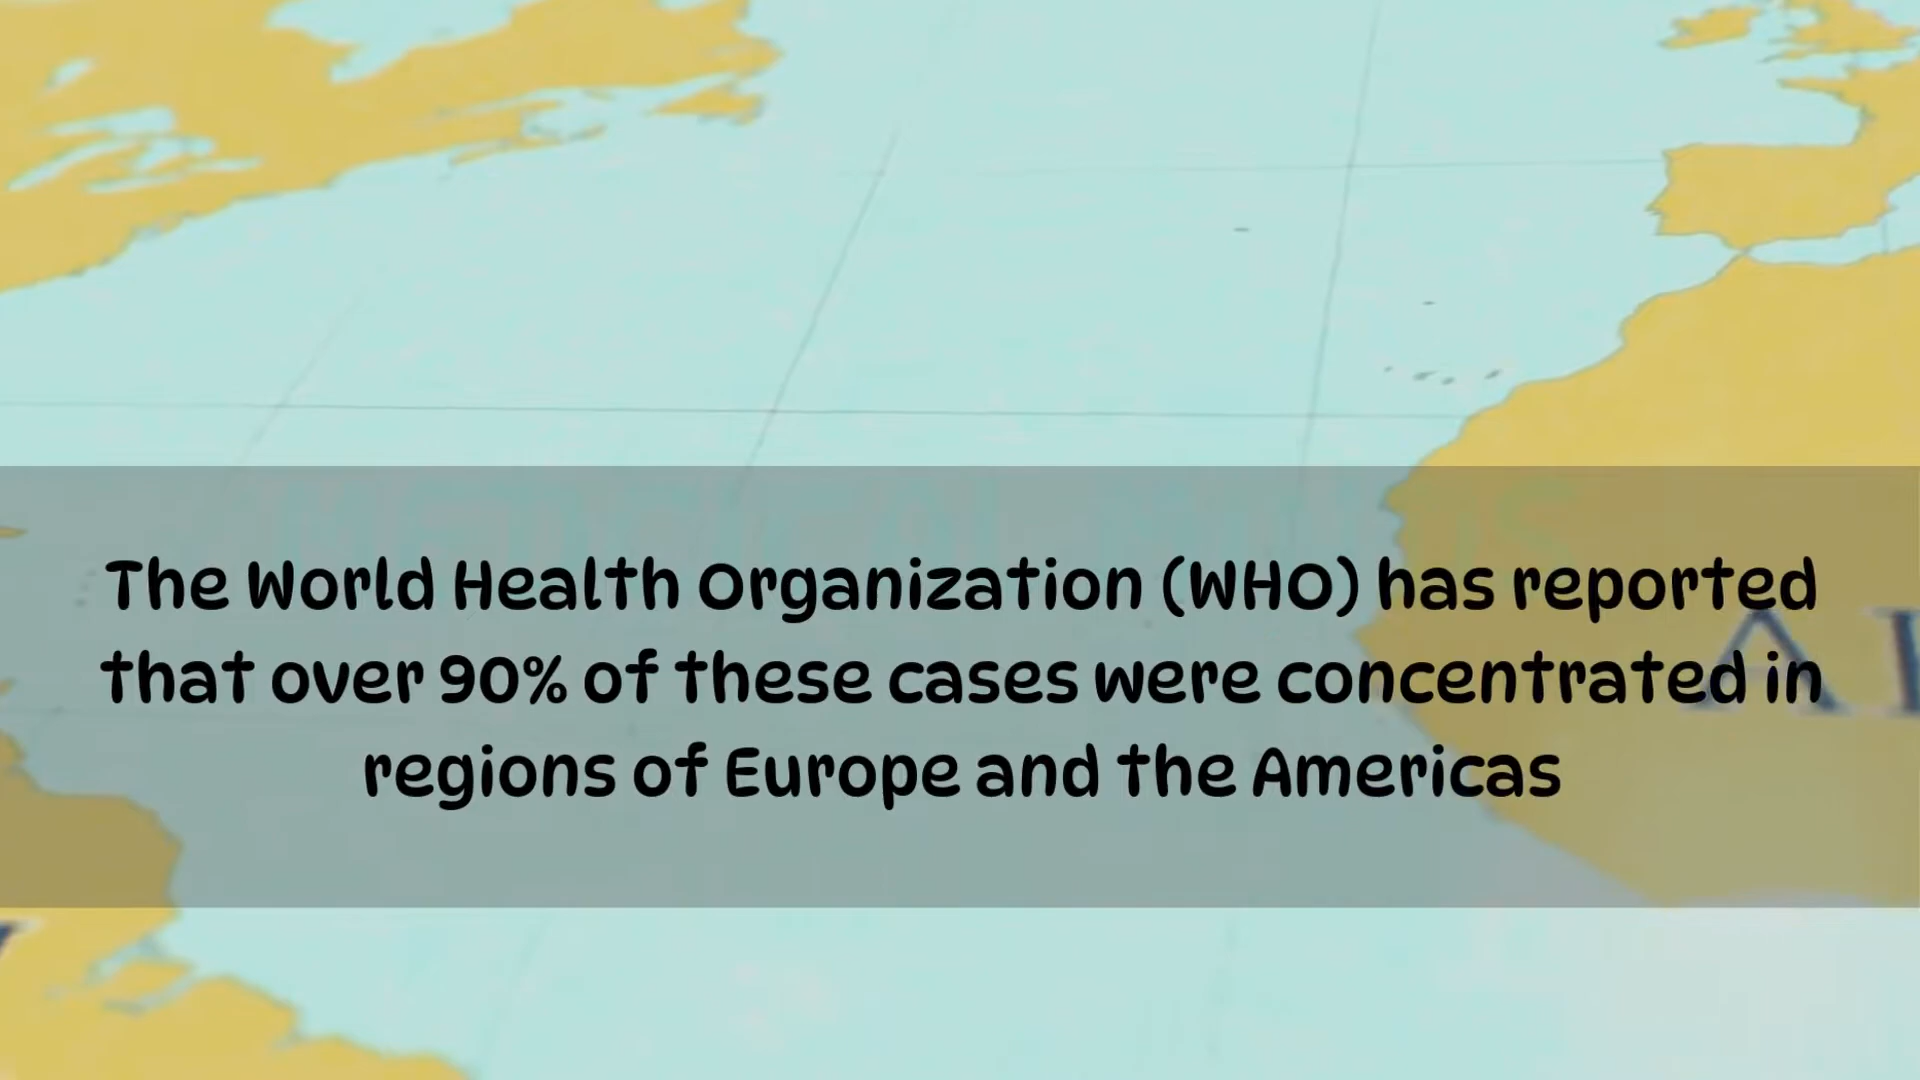 The World Health Organization (WHO) has reported
that over 90% of these cases were concentrated in
regions of Europe and the Americas